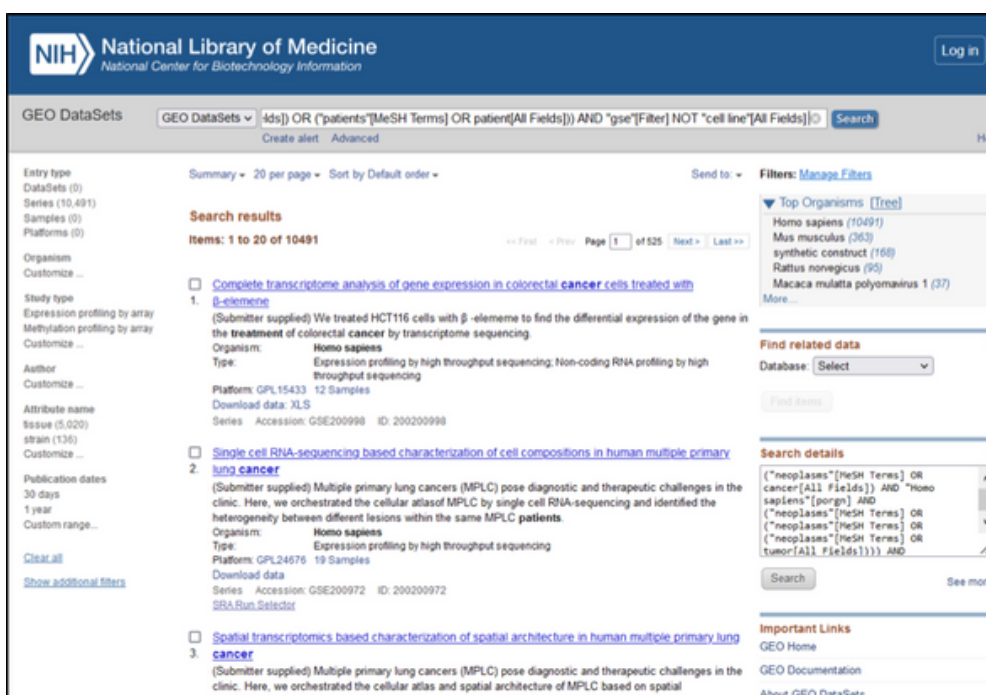 NIH
National Library of Medicine
National Center for Biotechnology Information
Log in
GEO DataSets
GEO DataSets
lds]) OR ("patients"[MeSH Terms] OR patient[All Fields])) AND "gse"[Filter] NOT "cell line"[All Fields]
Search
Create alert Advanced
Entry type
DataSets (0)
Series (10,491)
Samples (0)
Platforms (0)
Organism
Customize ...
Study type
Expression profiling by array
Methylation profiling by array
Customize ...
Author
Customize ...
Attribute name
tissue (5,020)
strain (136)
Customize ...
Publication dates
30 days
1 year
Custom range...
Clear all
Show additional filters
Summary 20 per page Sort by Default order
Send to:
Search results
Items: 1 to 20 of 10491
<< First < Prev Page 1 of 525 Next > Last >>
Complete transcriptome analysis of gene expression in colorectal cancer cells treated with
1. β-elemene
(Submitter supplied) We treated HCT116 cells with β -elememe to find the differential expression of the gene in
the treatment of colorectal cancer by transcriptome sequencing.
Organism: Homo sapiens
Type: Expression profiling by high throughput sequencing; Non-coding RNA profiling by high
throughput sequencing
Platform: GPL15433 12 Samples
Download data: XLS
Series Accession: GSE200998 ID: 200200998
Single cell RNA-sequencing based characterization of cell compositions in human multiple primary
2. lung cancer
(Submitter supplied) Multiple primary lung cancers (MPLC) pose diagnostic and therapeutic challenges in the
clinic. Here, we orchestrated the cellular atlasof MPLC by single cell RNA-sequencing and identified the
heterogeneity between different lesions within the same MPLC patients.
Organism: Homo sapiens
Type: Expression profiling by high throughput sequencing
Platform: GPL24676 19 Samples
Download data
Series Accession: GSE200972 ID: 200200972
SRA Run Selector
Spatial transcriptomics based characterization of spatial architecture in human multiple primary lung
3. cancer
(Submitter supplied) Multiple primary lung cancers (MPLC) pose diagnostic and therapeutic challenges in the
clinic. Here, we orchestrated the cellular atlas and spatial architecture of MPLC based on spatial
Filters: Manage Filters
Top Organisms [Tree]
Homo sapiens (10491)
Mus musculus (363)
synthetic construct (168)
Rattus norvegicus (95)
Macaca mulatta polyomavirus 1 (37)
More...
Find related data
Database: Select
Find items
Search details
("neoplasms"[MeSH Terms] OR
cancer[All Fields]) AND "Homo
sapiens"[porgn] AND
("neoplasms"[MeSH Terms] OR
("neoplasms"[MeSH Terms] OR
tumor[All Fields]))) AND
Search
See mor
Important Links
GEO Home
GEO Documentation
About GEO DataSets